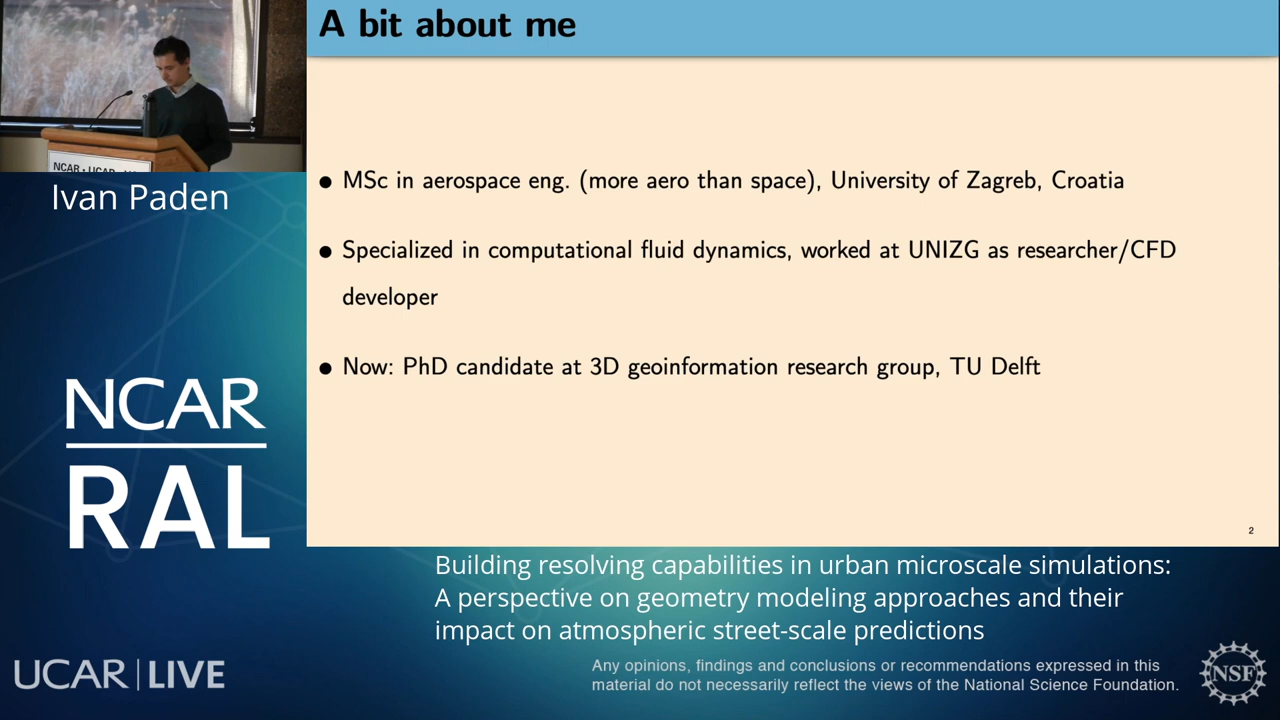 A bit about me
NCAR · UCAR
Ivan Paden
● MSc in aerospace eng. (more aero than space), University of Zagreb, Croatia
● Specialized in computational fluid dynamics, worked at UNIZG as researcher/CFD
developer
● Now: PhD candidate at 3D geoinformation research group, TU Delft
2
NCAR
RAL
Building resolving capabilities in urban microscale simulations:
A perspective on geometry modeling approaches and their
impact on atmospheric street-scale predictions
UCAR | LIVE
Any opinions, findings and conclusions or recommendations expressed in this
material do not necessarily reflect the views of the National Science Foundation.
NSF